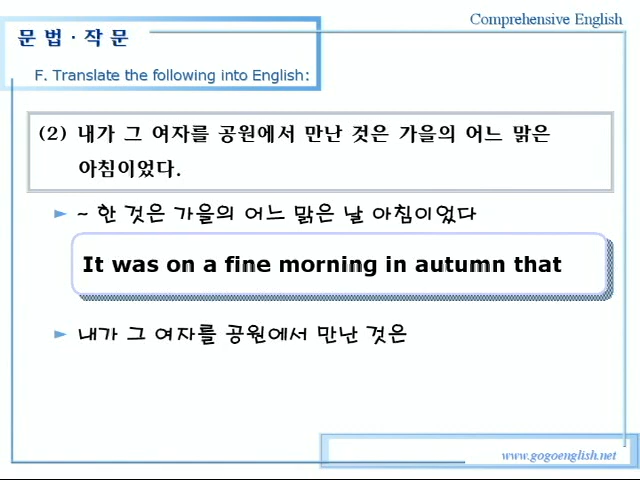 Comprehensive English
문 법 · 작 문
F. Translate the following into English:
(2) 내가 그 여자를 공원에서 만난 것은 가을의 어느 맑은
아침이었다.
► ~ 한 것은 가을의 어느 맑은 날 아침이었다
It was on a fine morning in autumn that
► 내가 그 여자를 공원에서 만난 것은
www.gogoenglish.net